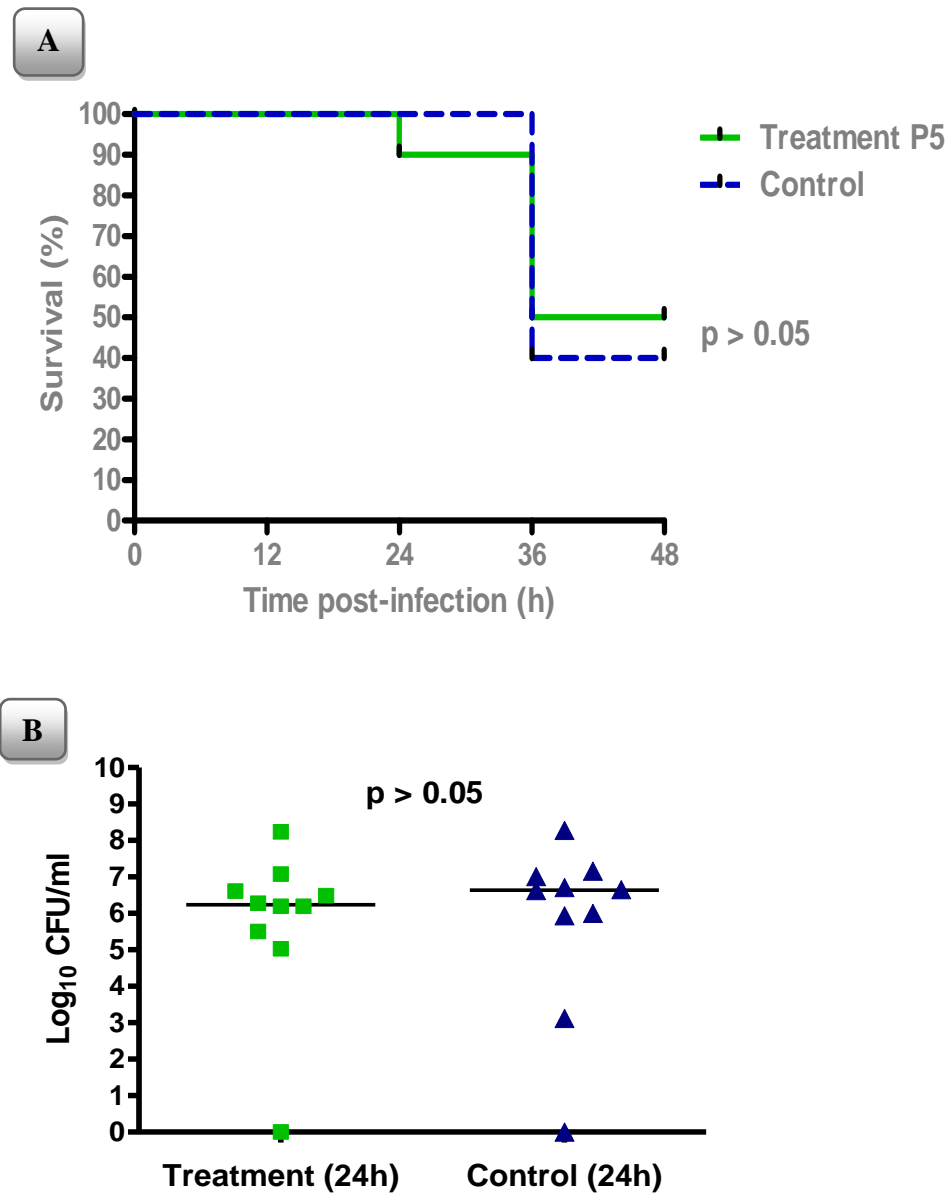 A
100
90
80
70
60
50
40
30
20
10
0
Survival (%)
0 12 24 36 48
Time post-infection (h)
Treatment P5
Control
p > 0.05
B
10
9
8
7
6
5
4
3
2
1
0
Log₁₀ CFU/ml
p > 0.05
Treatment (24h) Control (24h)